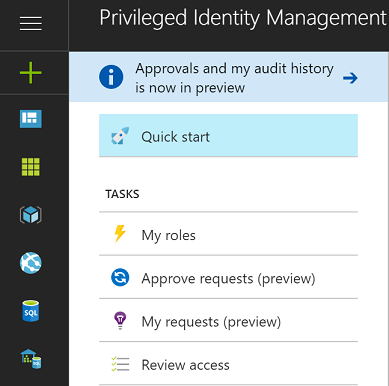 Privileged Identity Management
Approvals and my audit history
is now in preview
Quick start
TASKS
My roles
Approve requests (preview)
My requests (preview)
Review access
SQL